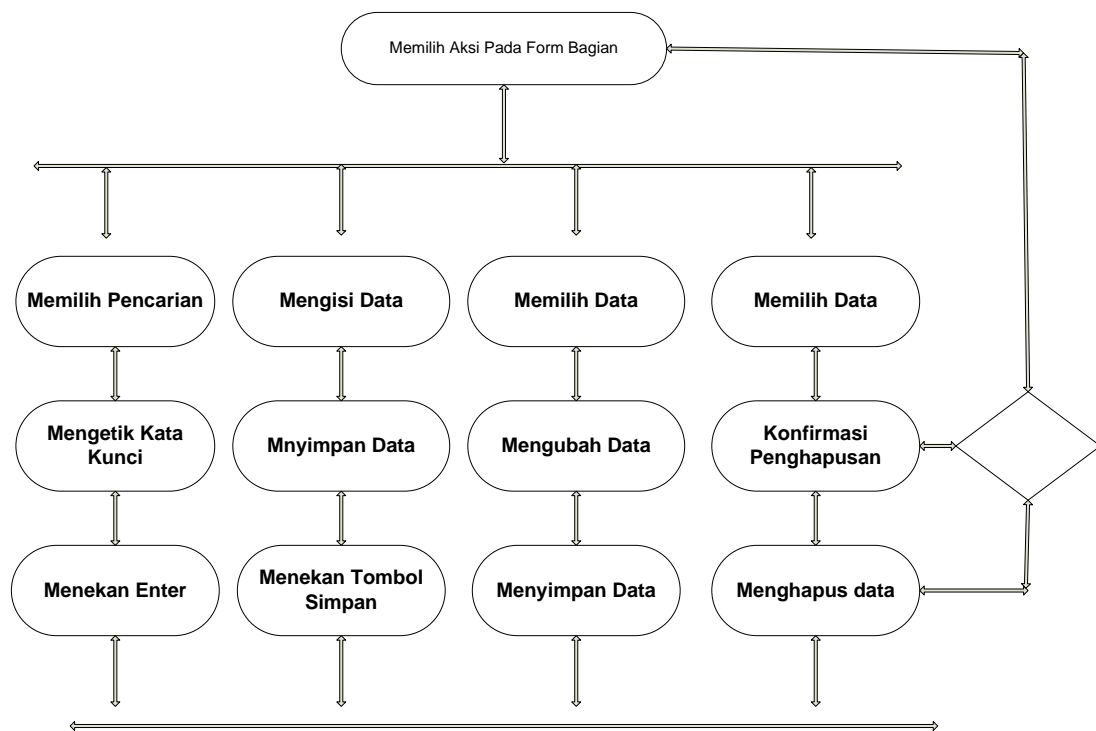 Memilih Aksi Pada Form Bagian
Memilih Pencarian
Mengisi Data
Memilih Data
Memilih Data
Mengetik Kata
Kunci
Mnyimpan Data
Mengubah Data
Konfirmasi
Penghapusan
Menekan Enter
Menekan Tombol
Simpan
Menyimpan Data
Menghapus data